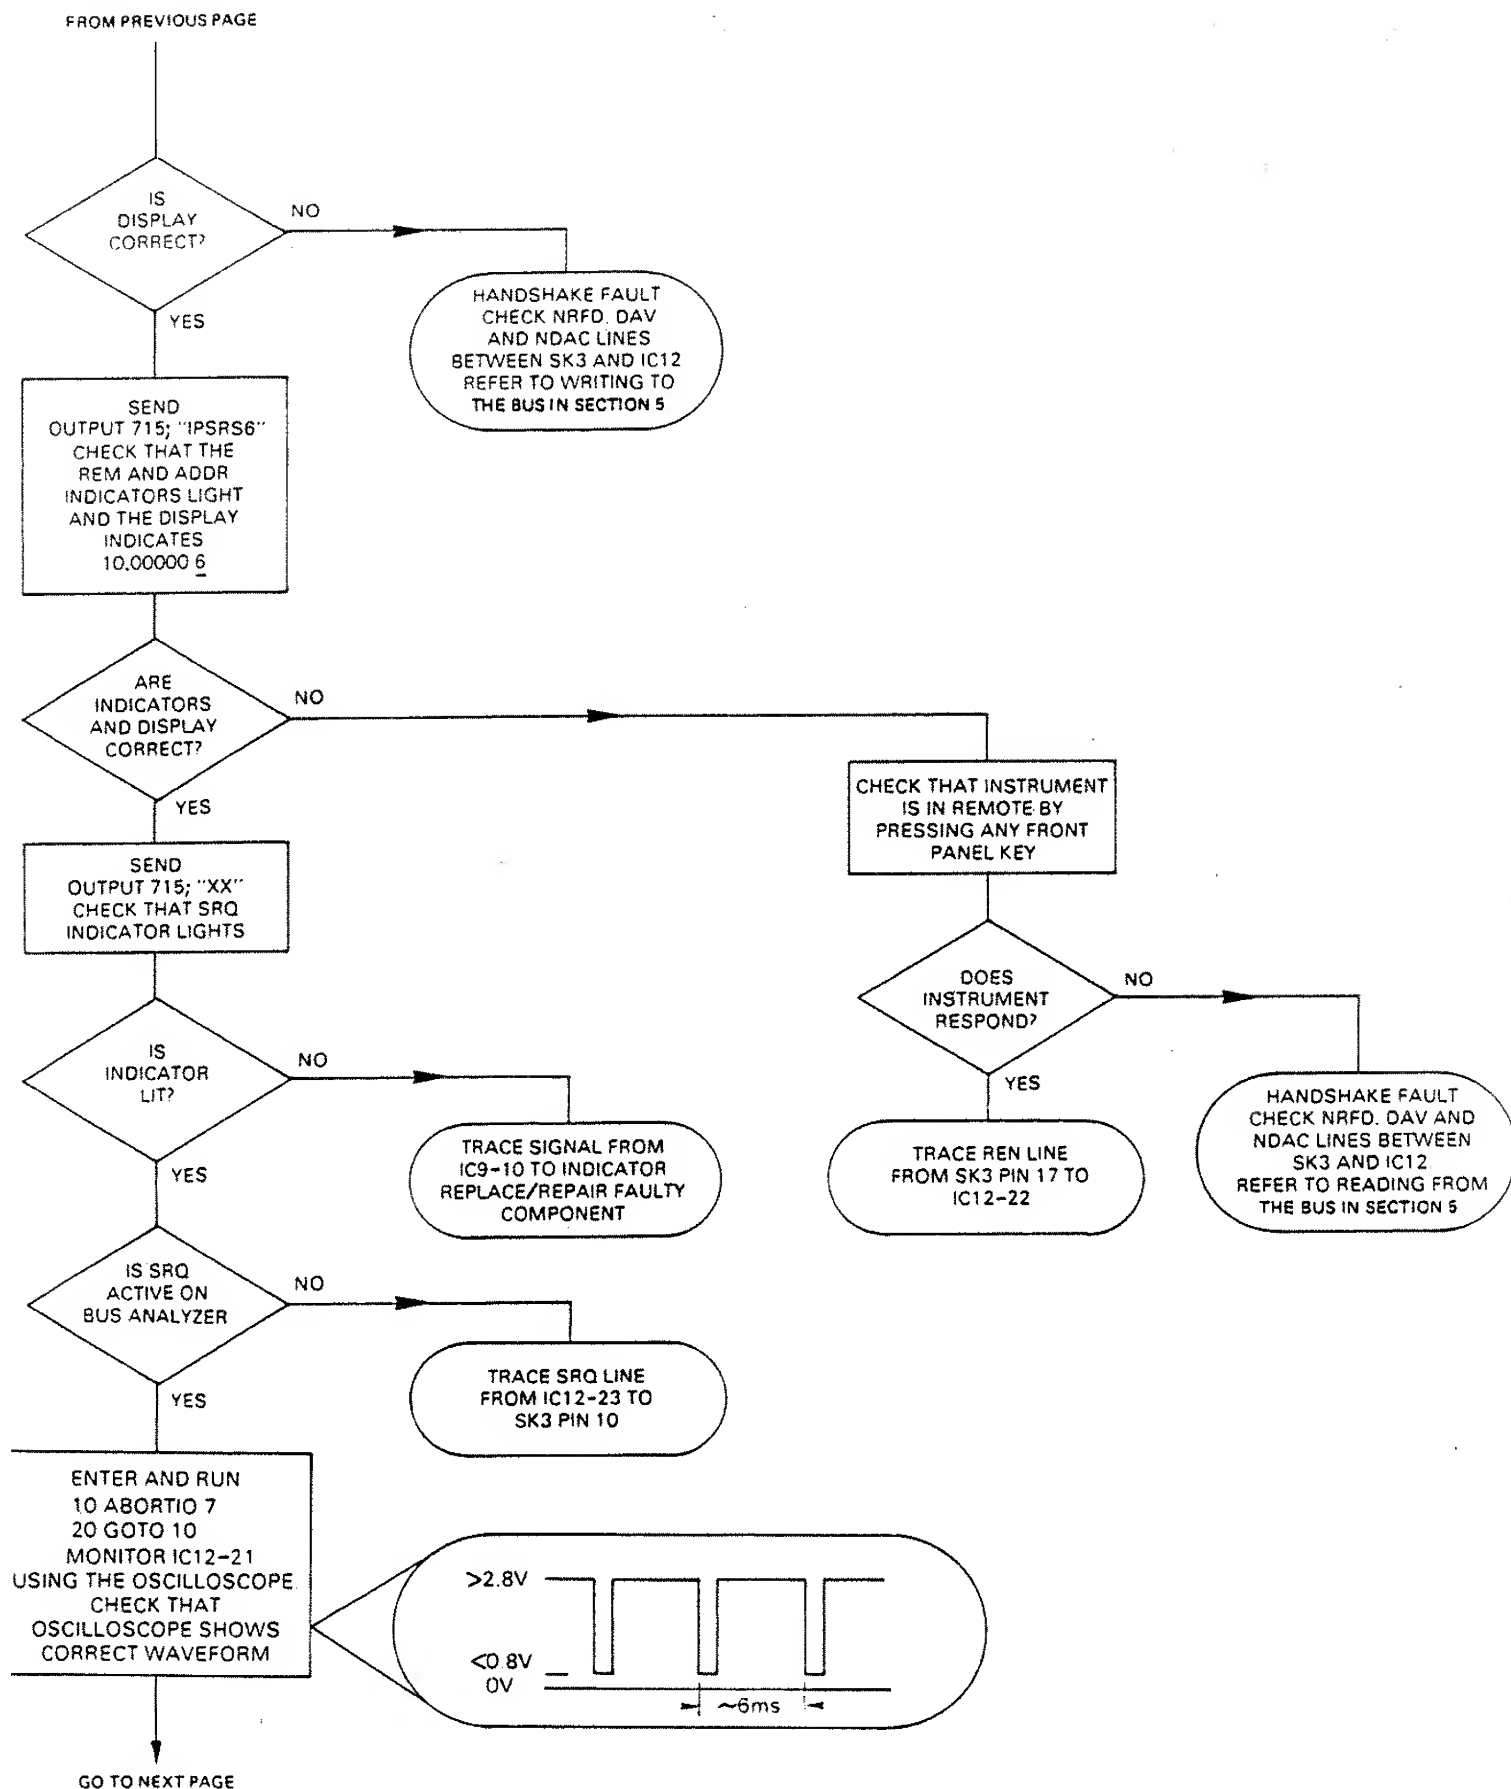 FROM PREVIOUS PAGE
IS
DISPLAY
CORRECT?
NO
YES
HANDSHAKE FAULT
CHECK NRFD. DAV
AND NDAC LINES
BETWEEN SK3 AND IC12
REFER TO WRITING TO
THE BUS IN SECTION 5
SEND
OUTPUT 715; "IPSRS6"
CHECK THAT THE
REM AND ADDR
INDICATORS LIGHT
AND THE DISPLAY
INDICATES
10.00000 6
ARE
INDICATORS
AND DISPLAY
CORRECT?
NO
YES
CHECK THAT INSTRUMENT
IS IN REMOTE BY
PRESSING ANY FRONT
PANEL KEY
SEND
OUTPUT 715; "XX"
CHECK THAT SRQ
INDICATOR LIGHTS
DOES
INSTRUMENT
RESPOND?
NO
YES
IS
INDICATOR
LIT?
NO
YES
TRACE SIGNAL FROM
IC9-10 TO INDICATOR
REPLACE/REPAIR FAULTY
COMPONENT
TRACE REN LINE
FROM SK3 PIN 17 TO
IC12-22
HANDSHAKE FAULT
CHECK NRFD. DAV AND
NDAC LINES BETWEEN
SK3 AND IC12
REFER TO READING FROM
THE BUS IN SECTION 5
IS SRQ
ACTIVE ON
BUS ANALYZER
NO
YES
TRACE SRQ LINE
FROM IC12-23 TO
SK3 PIN 10
ENTER AND RUN
10 ABORTIO 7
20 GOTO 10
MONITOR IC12-21
USING THE OSCILLOSCOPE.
CHECK THAT
OSCILLOSCOPE SHOWS
CORRECT WAVEFORM
>2.8V
<0.8V
0V
~6ms
GO TO NEXT PAGE